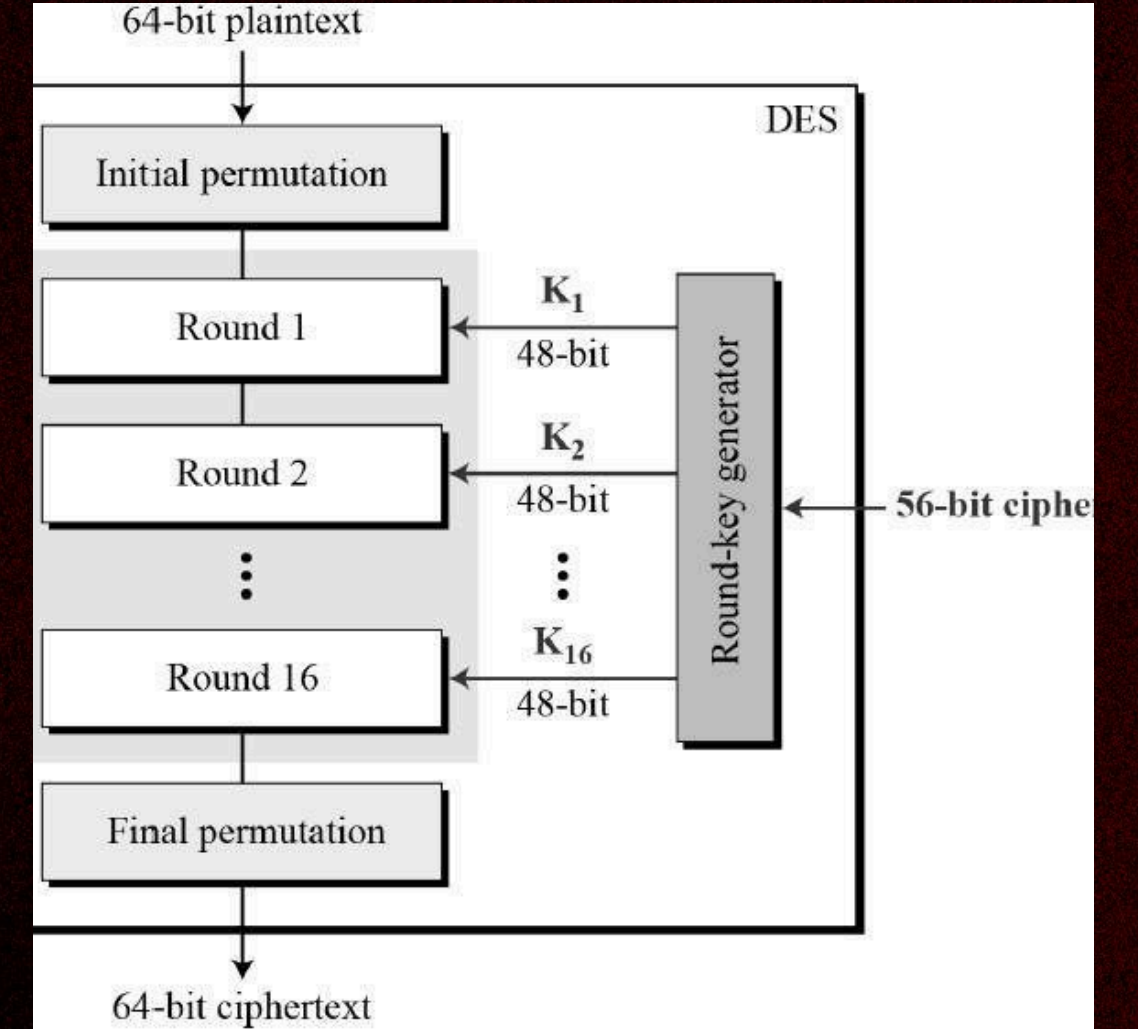 64-bit plaintext
DES
Initial permutation
Round 1
K1
48-bit
Round 2
K2
48-bit
Round-key generator
56-bit ciphe
Round 16
K16
48-bit
Final permutation
64-bit ciphertext